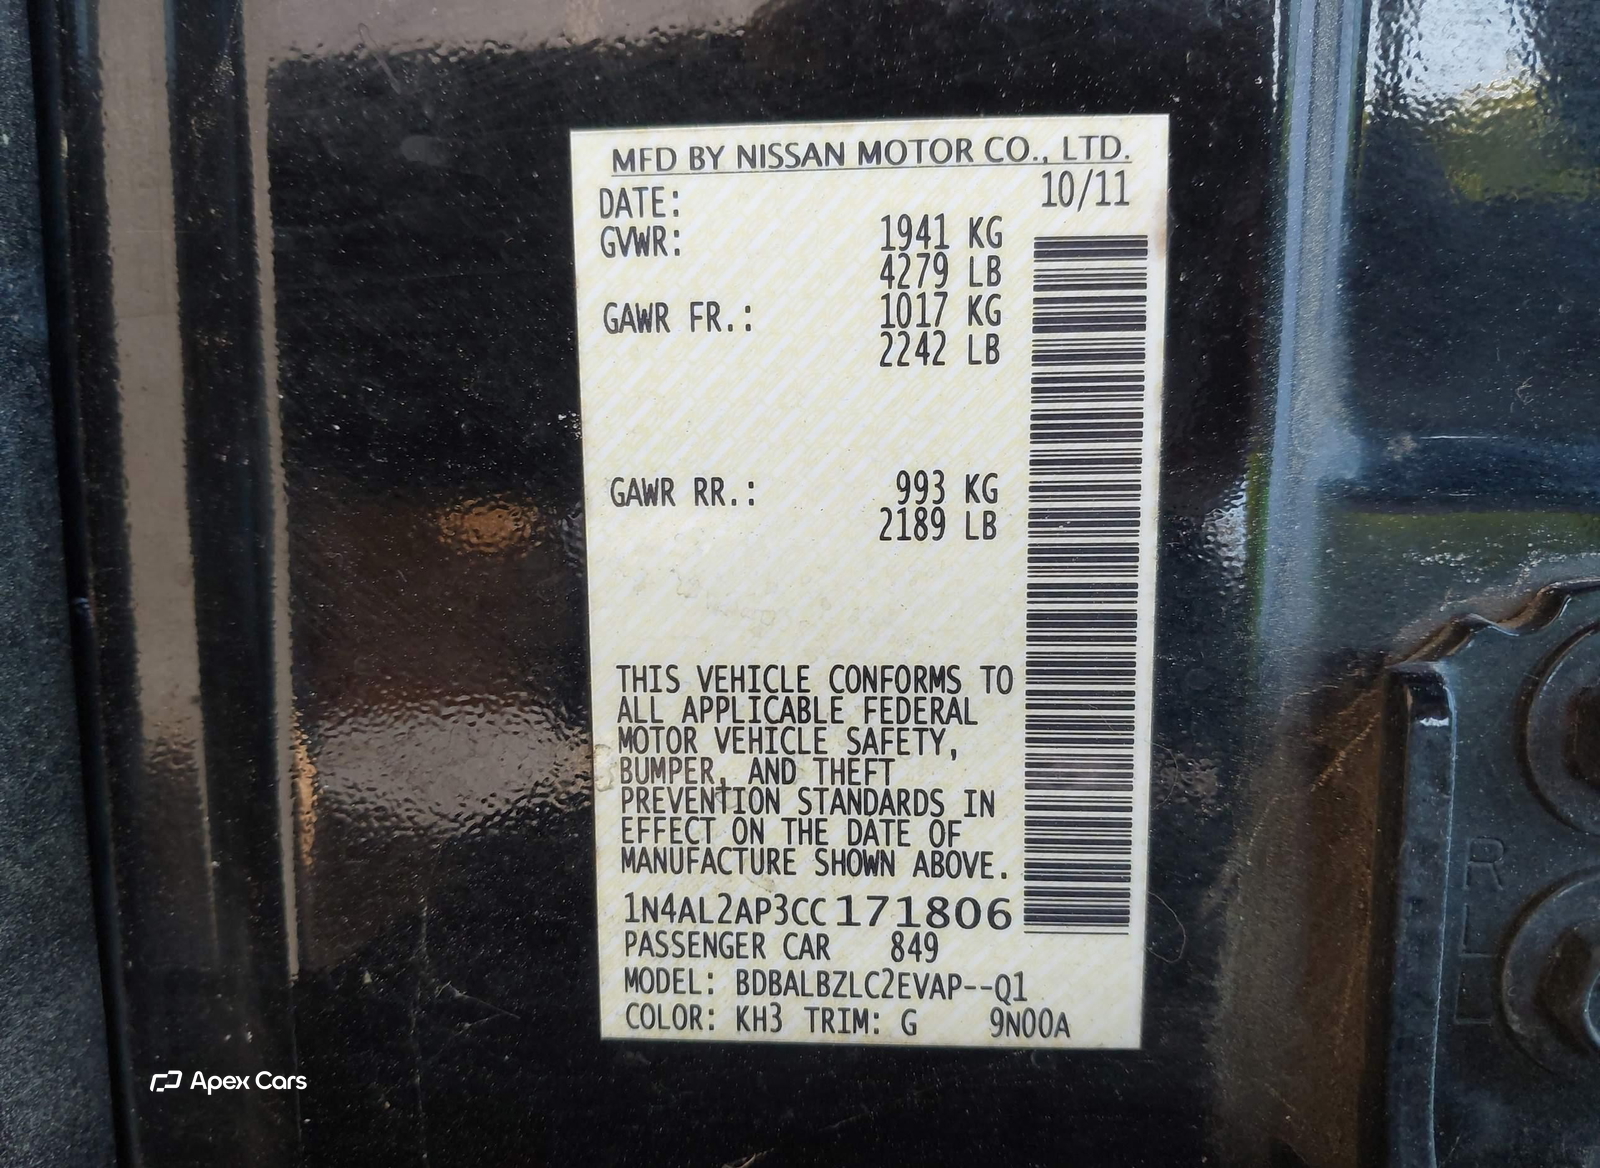 MFD BY NISSAN MOTOR CO., LTD.
DATE: 10/11
GVWR: 1941 KG
4279 LB
GAWR FR.: 1017 KG
2242 LB
GAWR RR.: 993 KG
2189 LB
THIS VEHICLE CONFORMS TO
ALL APPLICABLE FEDERAL
MOTOR VEHICLE SAFETY,
BUMPER, AND THEFT
PREVENTION STANDARDS IN
EFFECT ON THE DATE OF
MANUFACTURE SHOWN ABOVE.
1N4AL2AP3CC171806
PASSENGER CAR 849
MODEL: BDBALBZLC2EVAP--Q1
COLOR: KH3 TRIM: G 9N00A
Apex Cars